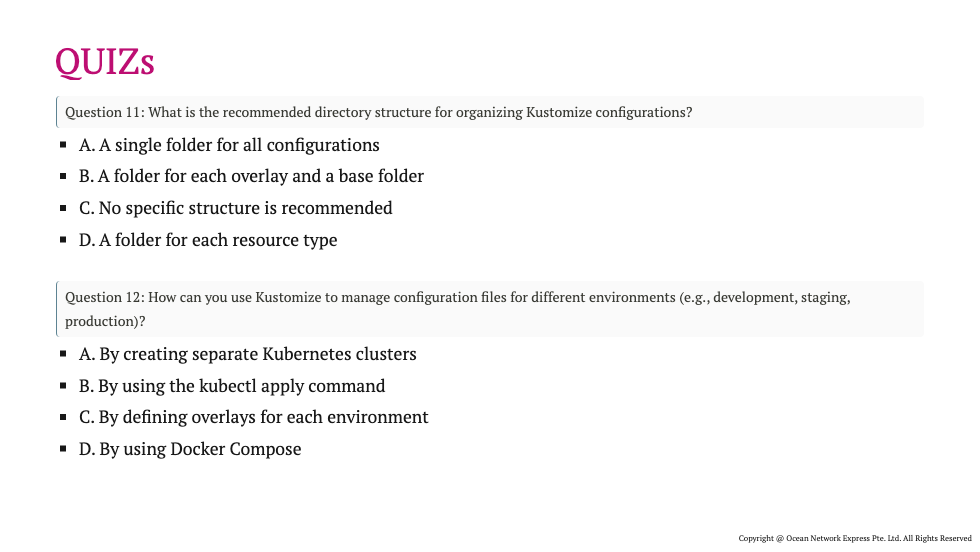 QUIZs
Question 11: What is the recommended directory structure for organizing Kustomize configurations?
▪ A. A single folder for all configurations
▪ B. A folder for each overlay and a base folder
▪ C. No specific structure is recommended
▪ D. A folder for each resource type
Question 12: How can you use Kustomize to manage configuration files for different environments (e.g., development, staging,
production)?
▪ A. By creating separate Kubernetes clusters
▪ B. By using the kubectl apply command
▪ C. By defining overlays for each environment
▪ D. By using Docker Compose
Copyright @ Ocean Network Express Pte. Ltd. All Rights Reserved